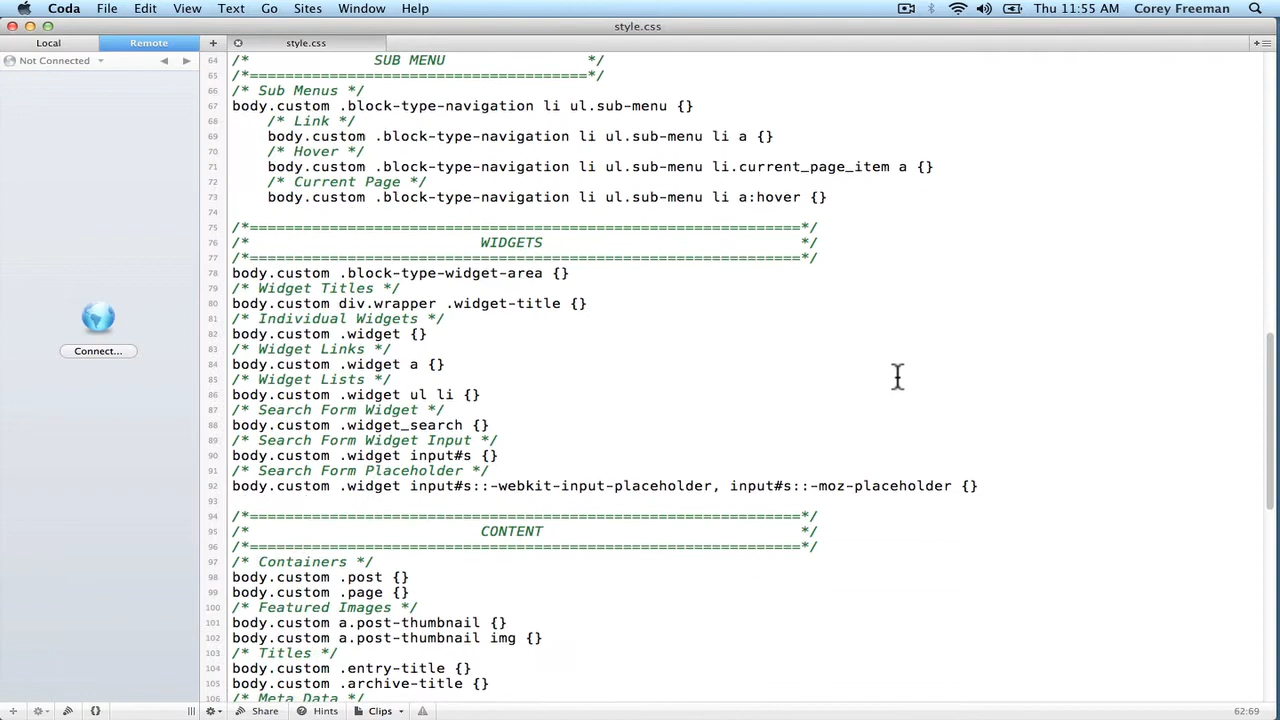 Coda File Edit View Text Go Sites Window Help Thu 11:55 AM Corey Freeman
style.css
Local Remote + style.css
Not Connected
Connect...
64 /* SUB MENU */
65 /*======================================*/
66 /* Sub Menus */
67 body.custom .block-type-navigation li ul.sub-menu {}
68 /* Link */
69 body.custom .block-type-navigation li ul.sub-menu li a {}
70 /* Hover */
71 body.custom .block-type-navigation li ul.sub-menu li.current_page_item a {}
72 /* Current Page */
73 body.custom .block-type-navigation li ul.sub-menu li a:hover {}
74
75 /*==============================================================*/
76 /* WIDGETS */
77 /*==============================================================*/
78 body.custom .block-type-widget-area {}
79 /* Widget Titles */
80 body.custom div.wrapper .widget-title {}
81 /* Individual Widgets */
82 body.custom .widget {}
83 /* Widget Links */
84 body.custom .widget a {}
85 /* Widget Lists */
86 body.custom .widget ul li {}
87 /* Search Form Widget */
88 body.custom .widget_search {}
89 /* Search Form Widget Input */
90 body.custom .widget input#s {}
91 /* Search Form Placeholder */
92 body.custom .widget input#s::-webkit-input-placeholder, input#s::-moz-placeholder {}
93
94 /*==============================================================*/
95 /* CONTENT */
96 /*==============================================================*/
97 /* Containers */
98 body.custom .post {}
99 body.custom .page {}
100 /* Featured Images */
101 body.custom a.post-thumbnail {}
102 body.custom a.post-thumbnail img {}
103 /* Titles */
104 body.custom .entry-title {}
105 body.custom .archive-title {}
106 /* Meta Data */
Share Hints Clips 62:69